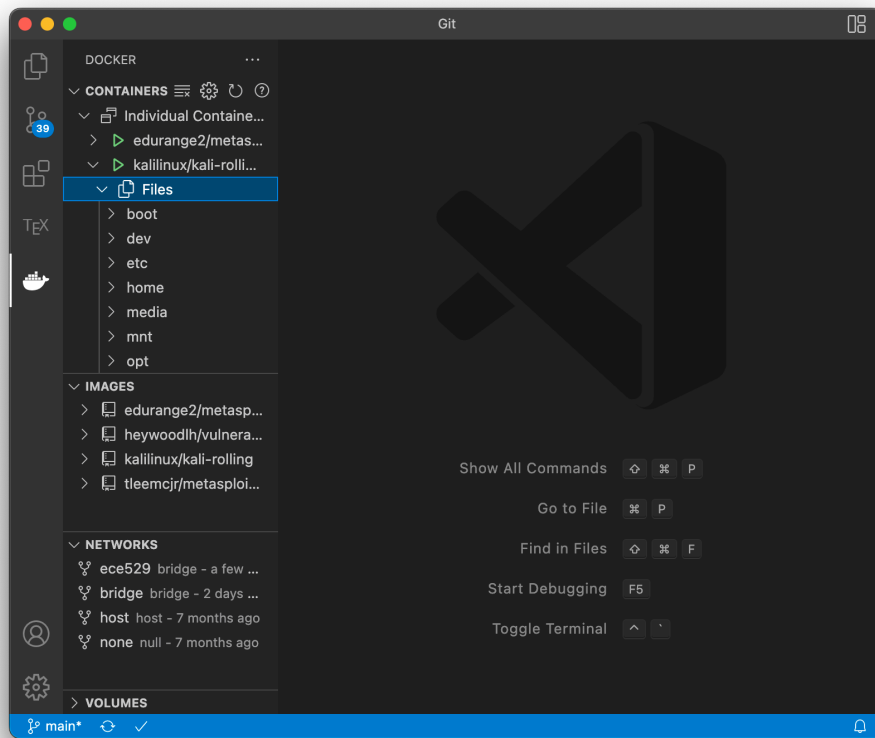 Git
DOCKER
CONTAINERS
Individual Containe...
edurange2/metas...
kalilinux/kali-rolli...
Files
boot
dev
etc
home
media
mnt
opt
IMAGES
edurange2/metasp...
heywoodlh/vulnera...
kalilinux/kali-rolling
tleemcjr/metasploi...
NETWORKS
ece529 bridge - a few ...
bridge bridge - 2 days ...
host host - 7 months ago
none null - 7 months ago
VOLUMES
39
TEX
Show All Commands ⇧ ⌘ P
Go to File ⌘ P
Find in Files ⇧ ⌘ F
Start Debugging F5
Toggle Terminal ^ `
main*